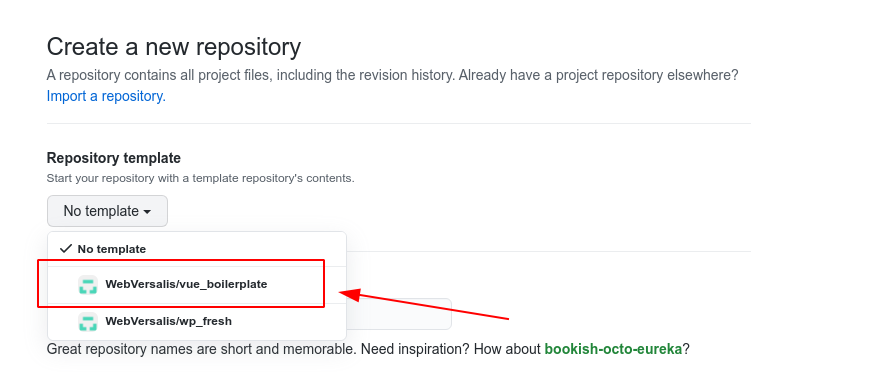 Create a new repository
A repository contains all project files, including the revision history. Already have a project repository elsewhere?
Import a repository.
Repository template
Start your repository with a template repository's contents.
No template
No template
WebVersalis/vue_boilerplate
WebVersalis/wp_fresh
Great repository names are short and memorable. Need inspiration? How about bookish-octo-eureka?